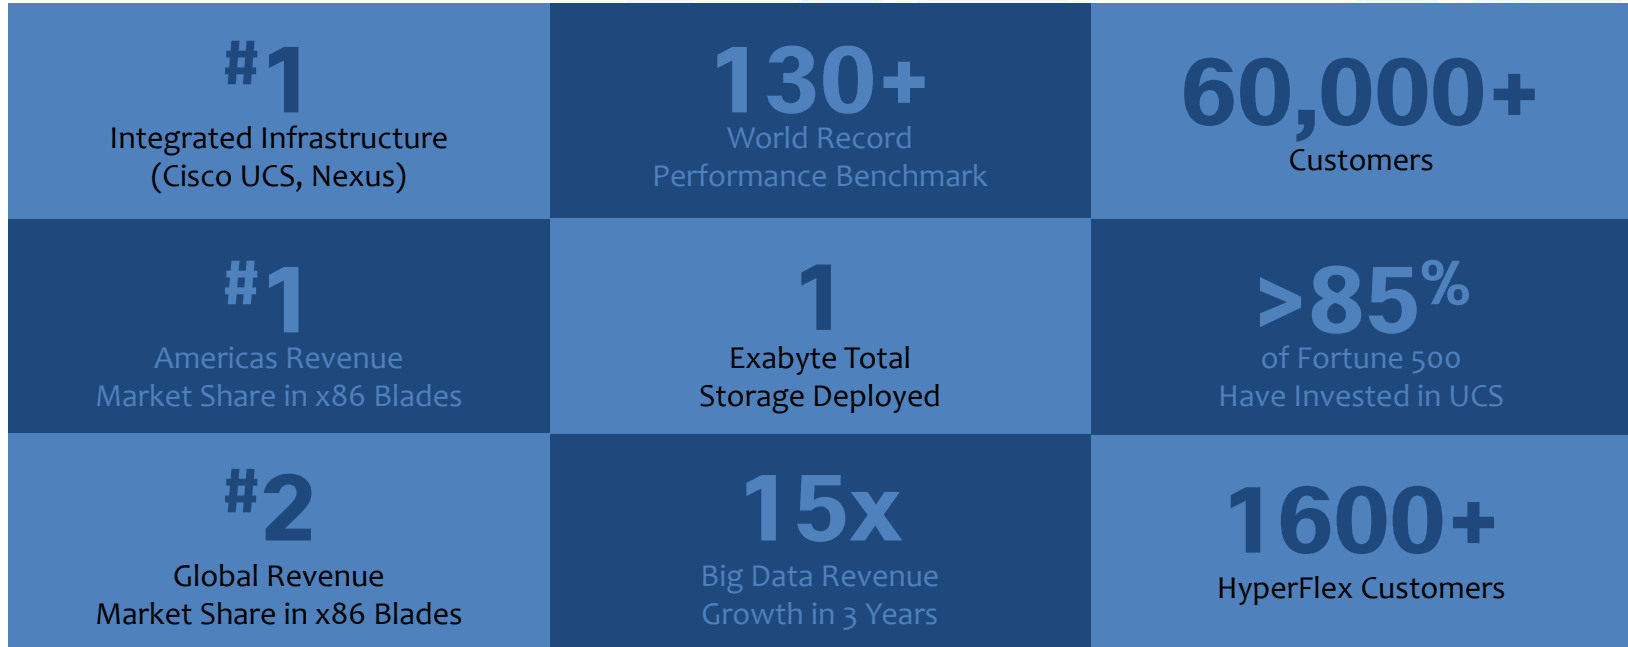 #1
Integrated Infrastructure
(Cisco UCS, Nexus)
130+
World Record
Performance Benchmark
60,000+
Customers
#1
Americas Revenue
Market Share in x86 Blades
1
Exabyte Total
Storage Deployed
>85%
of Fortune 500
Have Invested in UCS
#2
Global Revenue
Market Share in x86 Blades
15x
Big Data Revenue
Growth in 3 Years
1600+
HyperFlex Customers